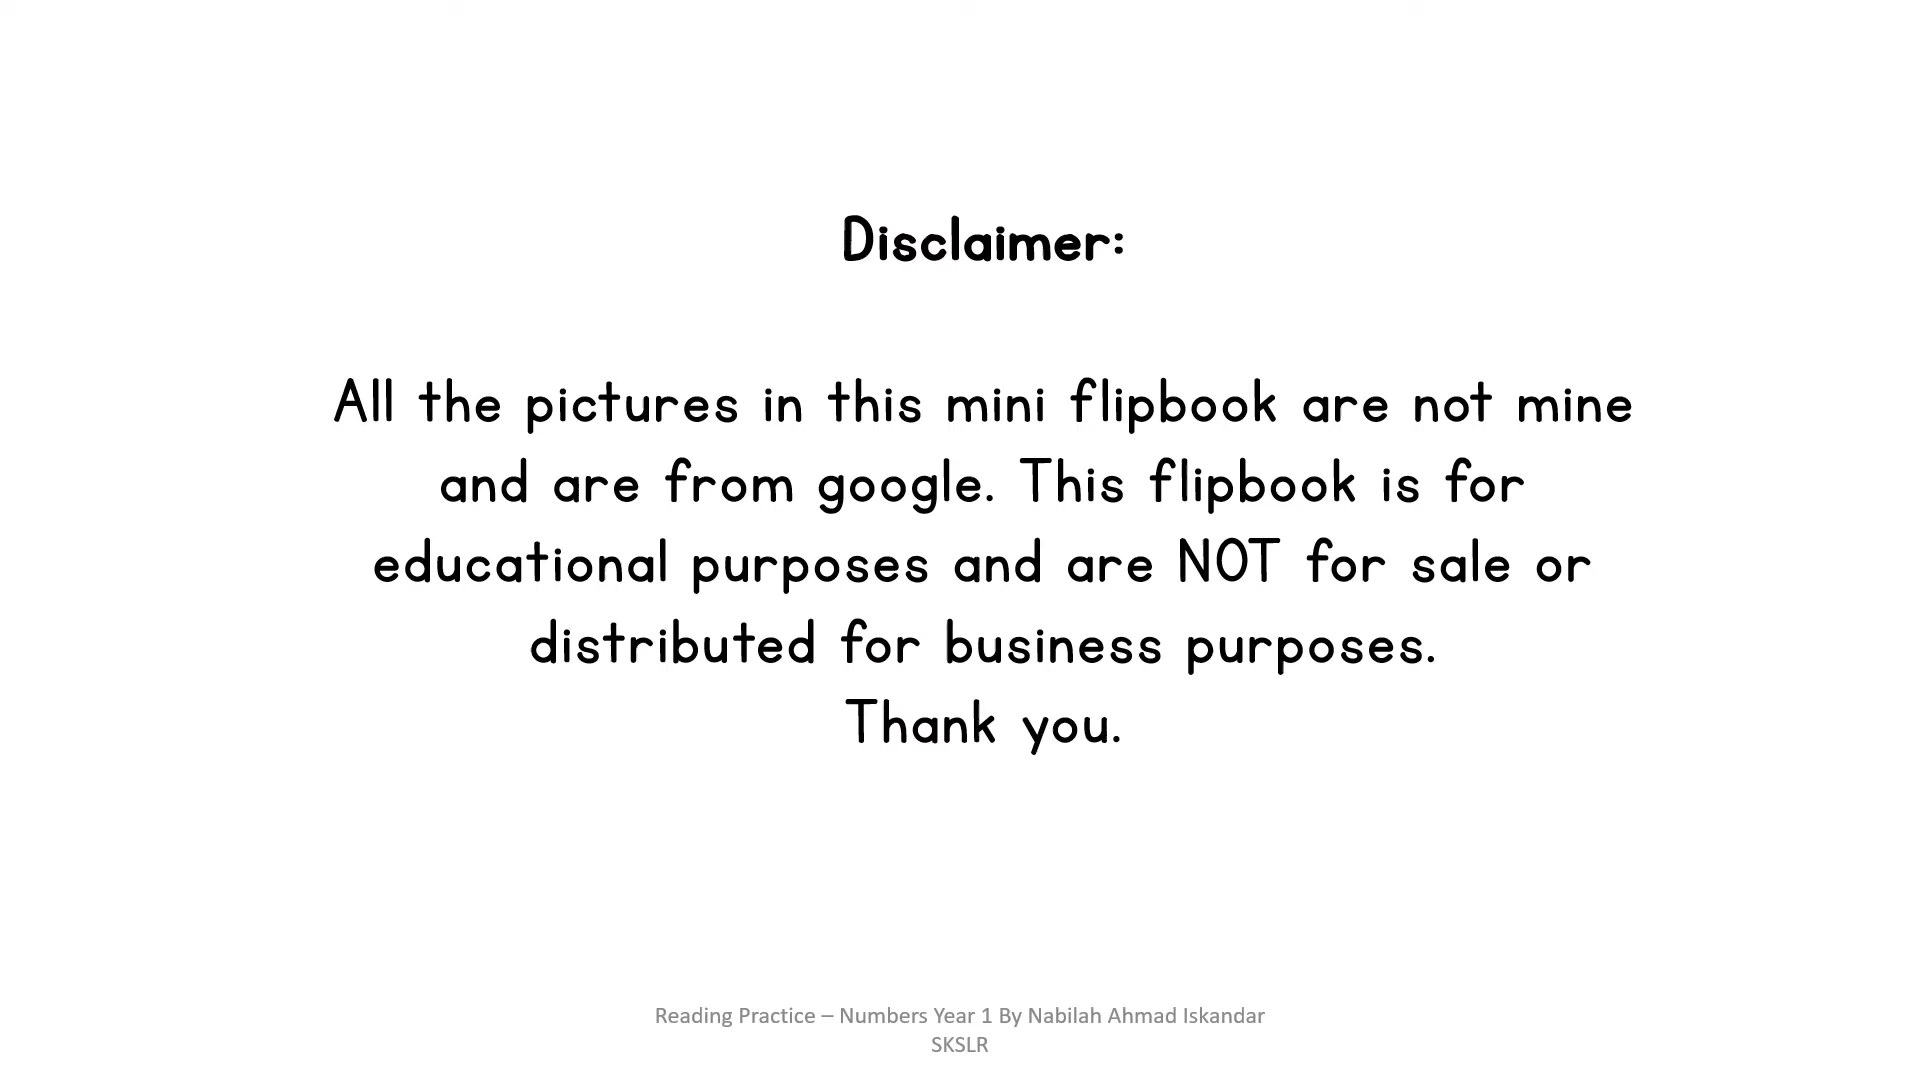 Disclaimer:
All the pictures in this mini flipbook are not mine
and are from google. This flipbook is for
educational purposes and are NOT for sale or
distributed for business purposes.
Thank you.
Reading Practice – Numbers Year 1 By Nabilah Ahmad Iskandar
SKSLR